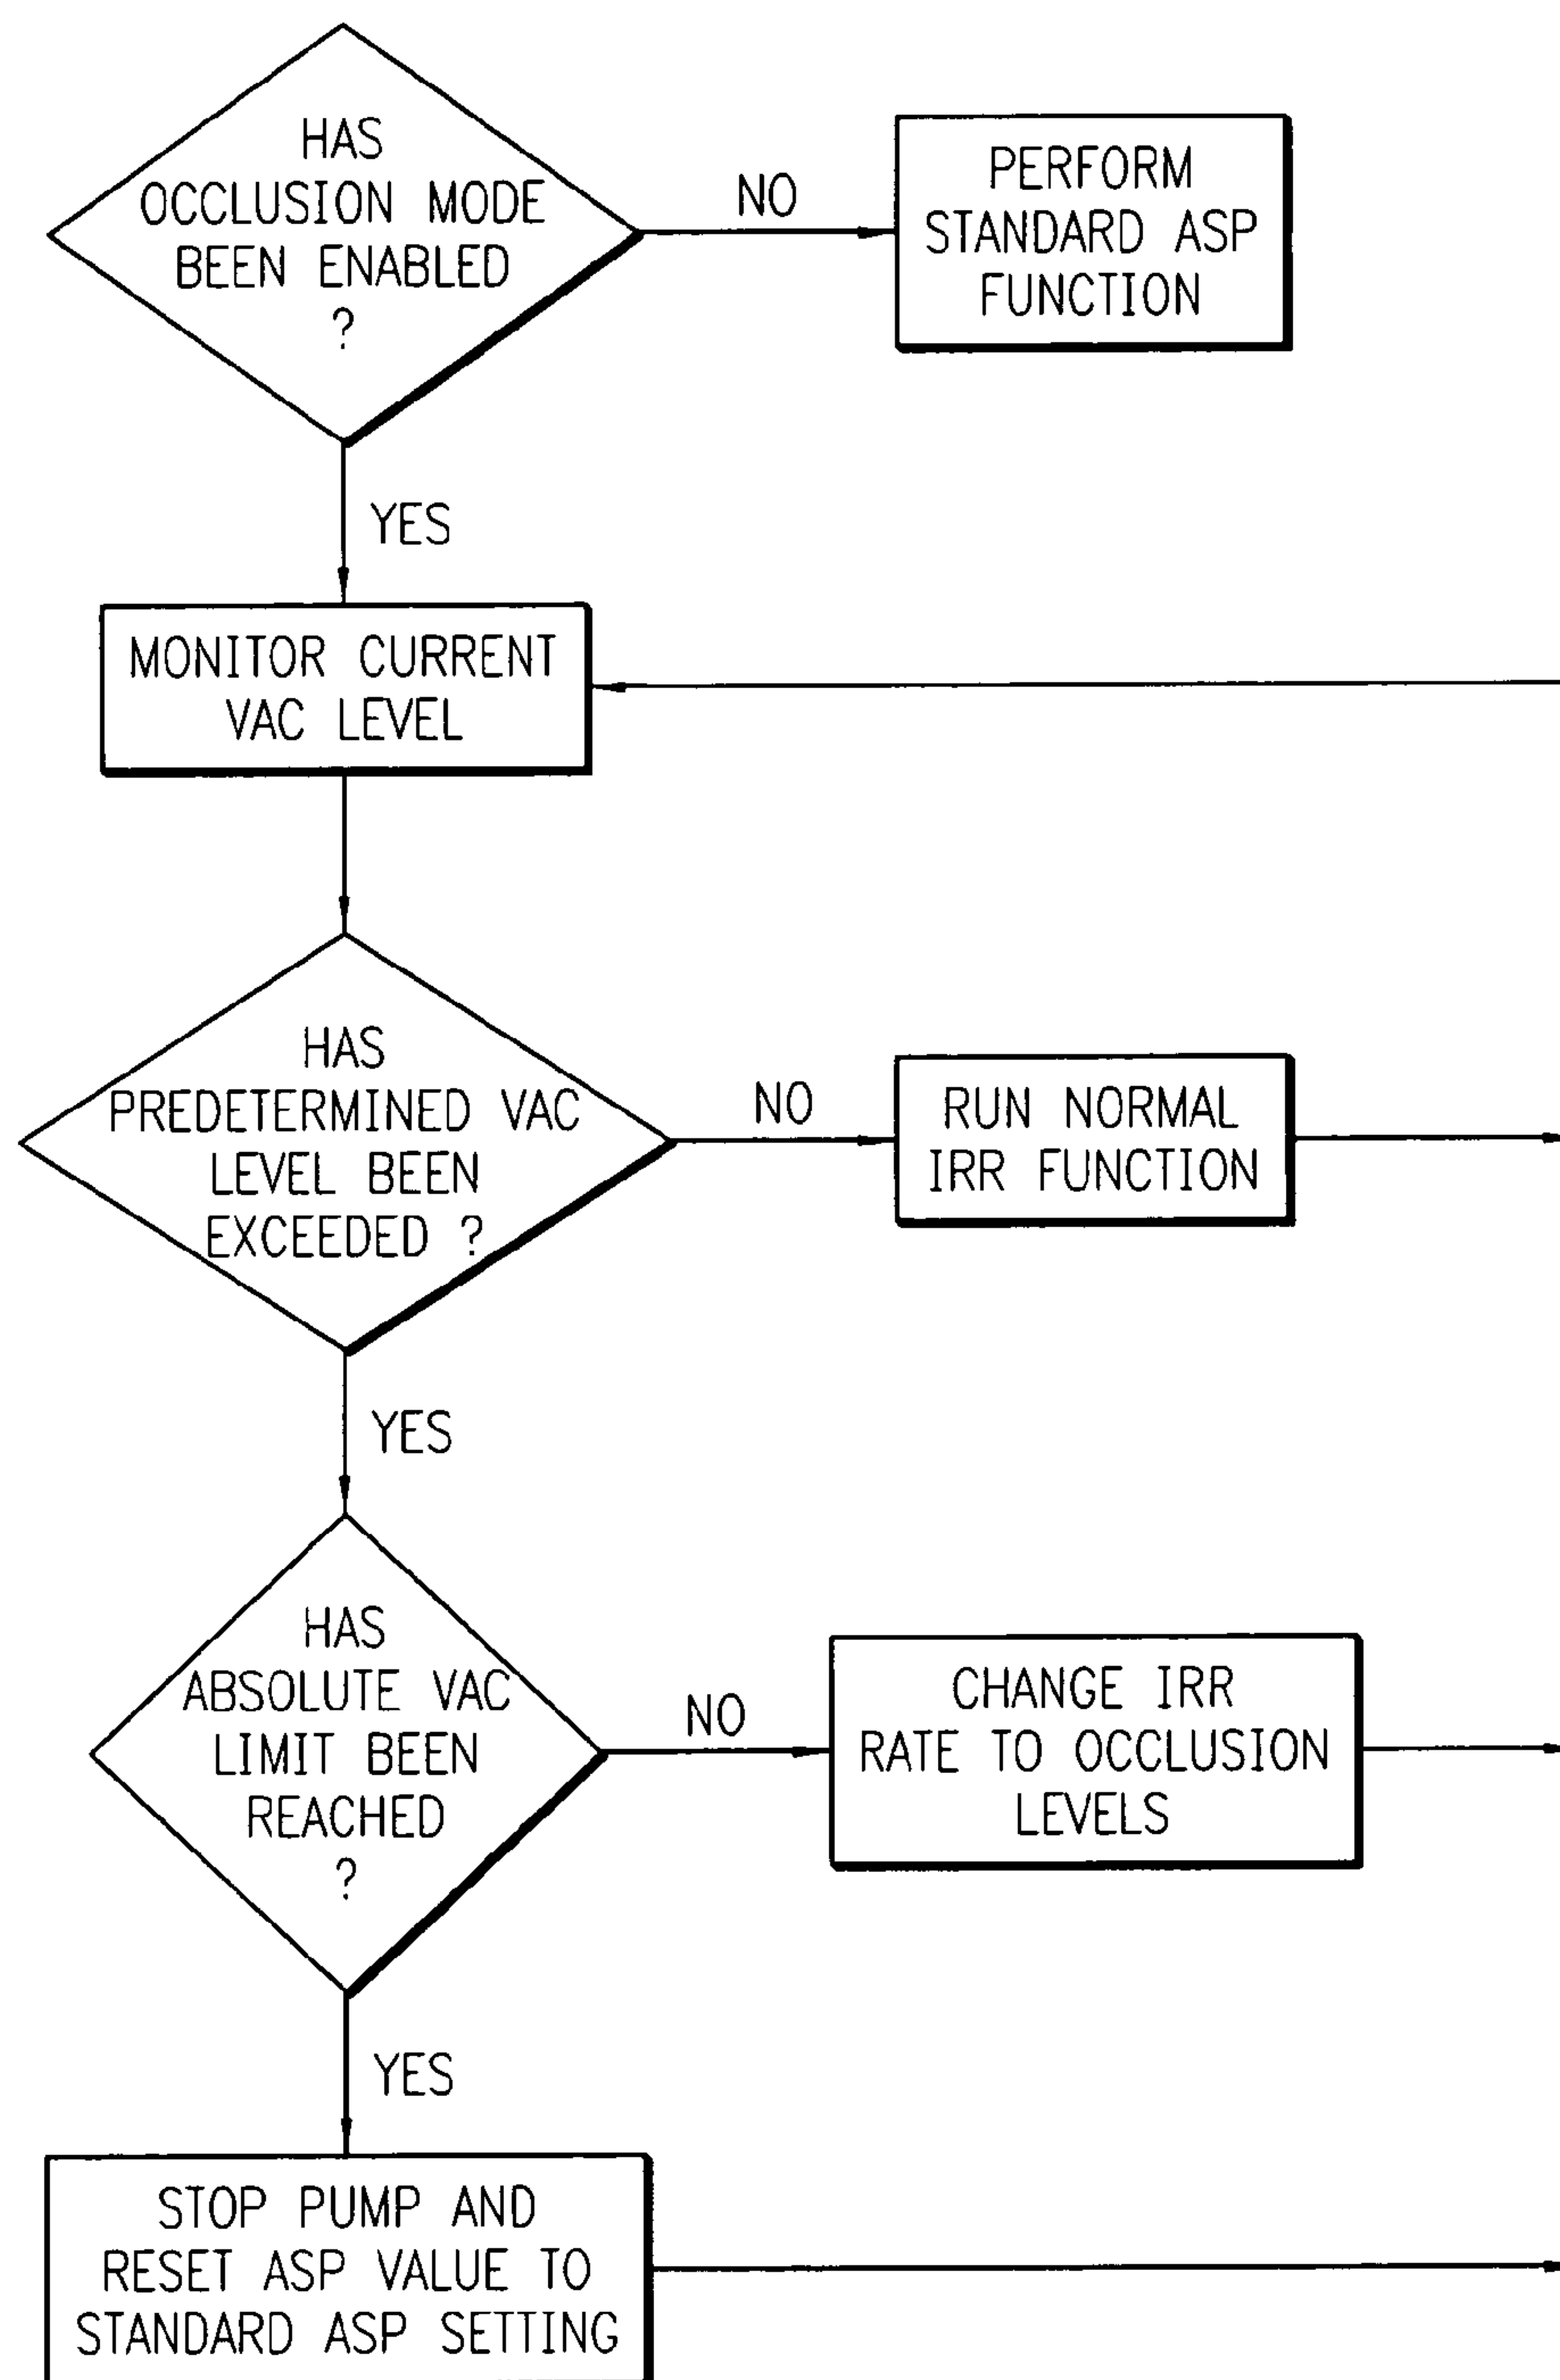 HAS
OCCLUSION MODE
BEEN ENABLED
?
NO
PERFORM
STANDARD ASP
FUNCTION
YES
MONITOR CURRENT
VAC LEVEL
HAS
PREDETERMINED VAC
LEVEL BEEN
EXCEEDED ?
NO
RUN NORMAL
IRR FUNCTION
YES
HAS
ABSOLUTE VAC
LIMIT BEEN
REACHED
?
NO
CHANGE IRR
RATE TO OCCLUSION
LEVELS
YES
STOP PUMP AND
RESET ASP VALUE TO
STANDARD ASP SETTING